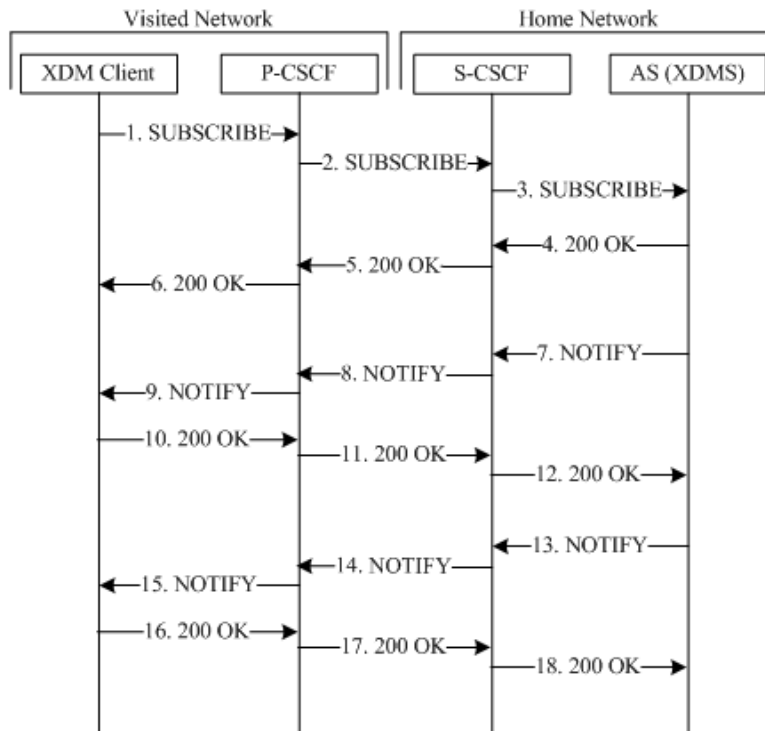 Visited Network
Home Network
XDM Client
P-CSCF
S-CSCF
AS (XDMS)
1. SUBSCRIBE
2. SUBSCRIBE
3. SUBSCRIBE
4. 200 OK
5. 200 OK
6. 200 OK
7. NOTIFY
8. NOTIFY
9. NOTIFY
10. 200 OK
11. 200 OK
12. 200 OK
13. NOTIFY
14. NOTIFY
15. NOTIFY
16. 200 OK
17. 200 OK
18. 200 OK